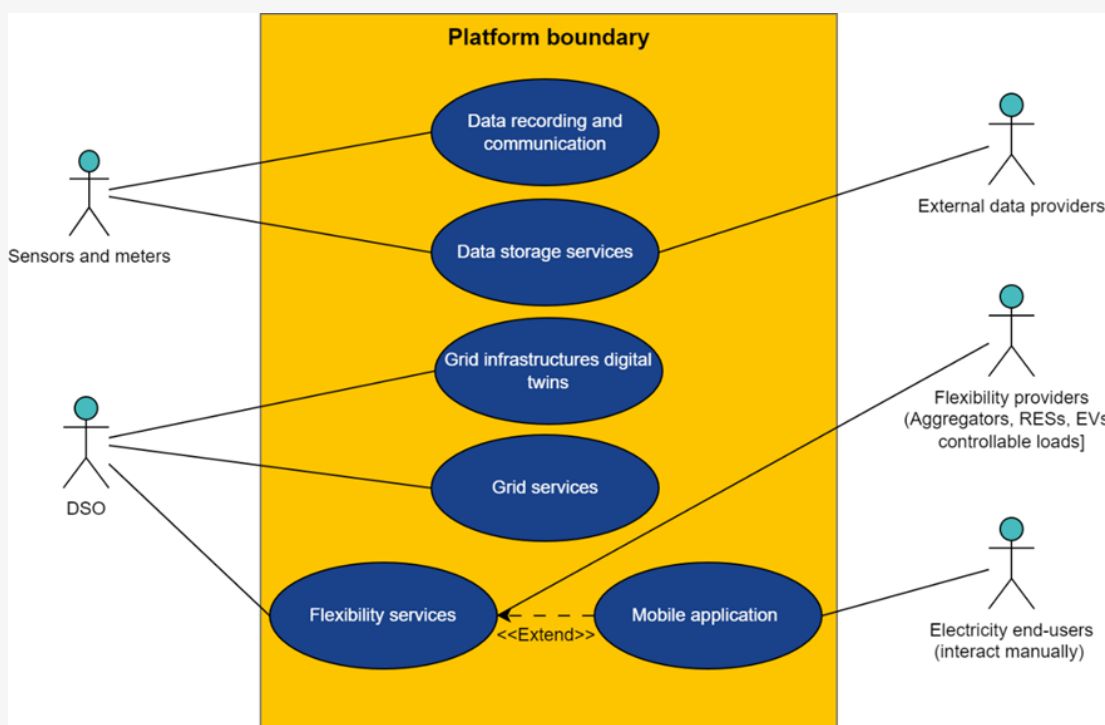 Platform boundary
Data recording and
communication
Sensors and meters
External data providers
Data storage services
Grid infrastructures digital
twins
Flexibility providers
(Aggregators, RESs, EVs
controllable loads]
DSO
Grid services
Flexibility services
<<Extend>>
Mobile application
Electricity end-users
(interact manually)